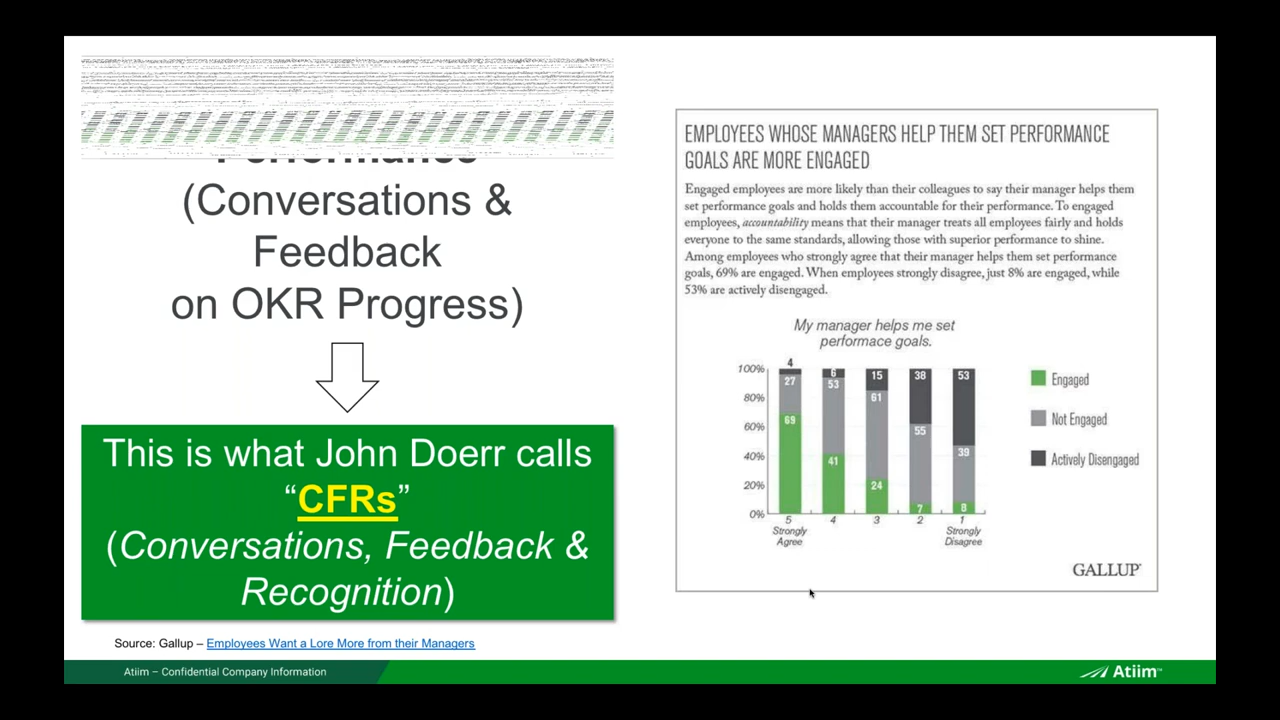 (Conversations &
Feedback
on OKR Progress)
This is what John Doerr calls
“CFRs”
(Conversations, Feedback &
Recognition)
Source: Gallup – Employees Want a Lore More from their Managers
EMPLOYEES WHOSE MANAGERS HELP THEM SET PERFORMANCE
GOALS ARE MORE ENGAGED
Engaged employees are more likely than their colleagues to say their manager helps them
set performance goals and holds them accountable for their performance. To engaged
employees, accountability means that their manager treats all employees fairly and holds
everyone to the same standards, allowing those with superior performance to shine.
Among employees who strongly agree that their manager helps them set performance
goals, 69% are engaged. When employees strongly disagree, just 8% are engaged, while
53% are actively disengaged.
My manager helps me set
performace goals.
100%
80%
60%
40%
20%
0%
4
27
69
6
53
41
15
61
24
38
55
7
53
39
8
5 4 3 2 1
Strongly Agree
Strongly Disagree
Engaged
Not Engaged
Actively Disengaged
GALLUP
Atiim – Confidential Company Information
Atiim™